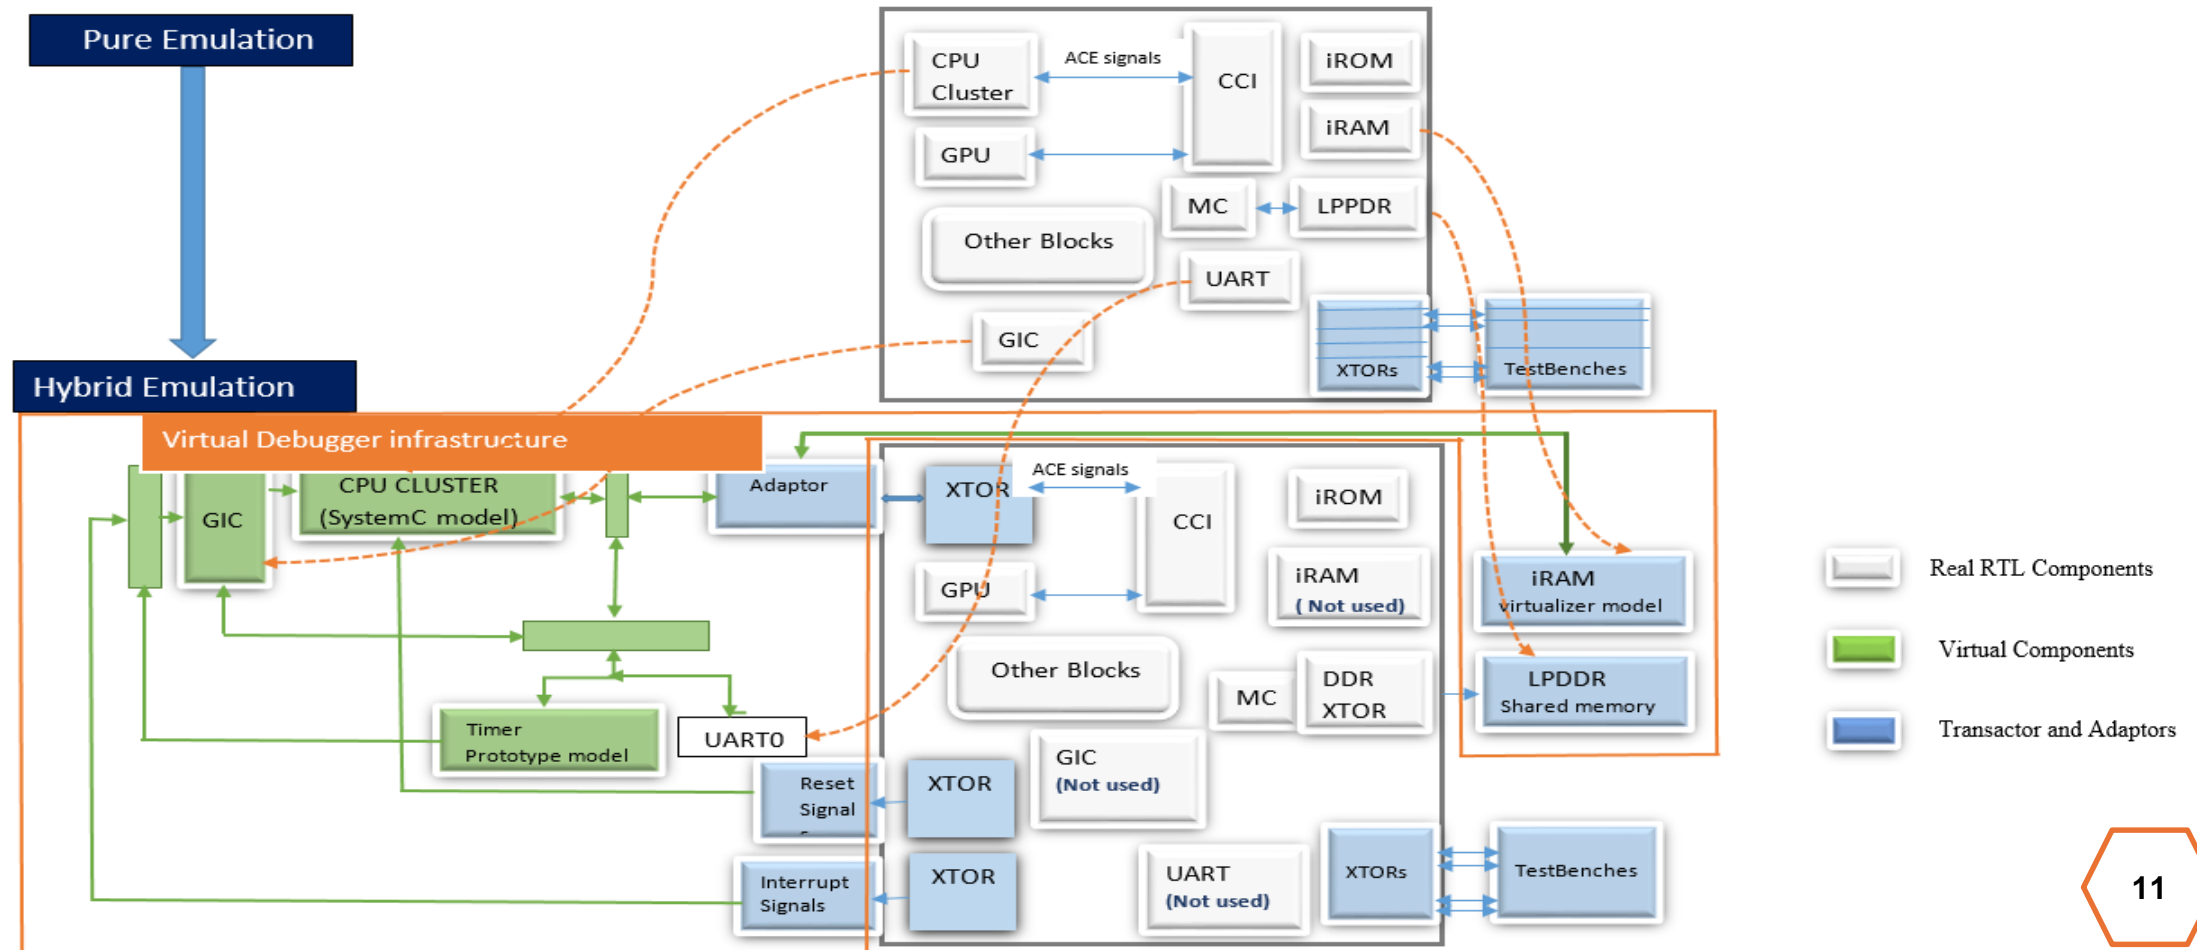 Pure Emulation
CPU
Cluster
ACE signals
CCI
iROM
iRAM
GPU
MC
LPPDR
Other Blocks
UART
GIC
XTORs
TestBenches
Hybrid Emulation
Virtual Debugger infrastructure
GIC
CPU CLUSTER
(SystemC model)
Adaptor
XTOR
ACE signals
CCI
iROM
iRAM
( Not used)
GPU
iRAM
virtualizer model
Other Blocks
MC
DDR
XTOR
LPDDR
Shared memory
Timer
Prototype model
UART0
GIC
(Not used)
Reset
Signal
XTOR
Interrupt
Signals
XTOR
UART
(Not used)
XTORs
TestBenches
Real RTL Components
Virtual Components
Transactor and Adaptors
11